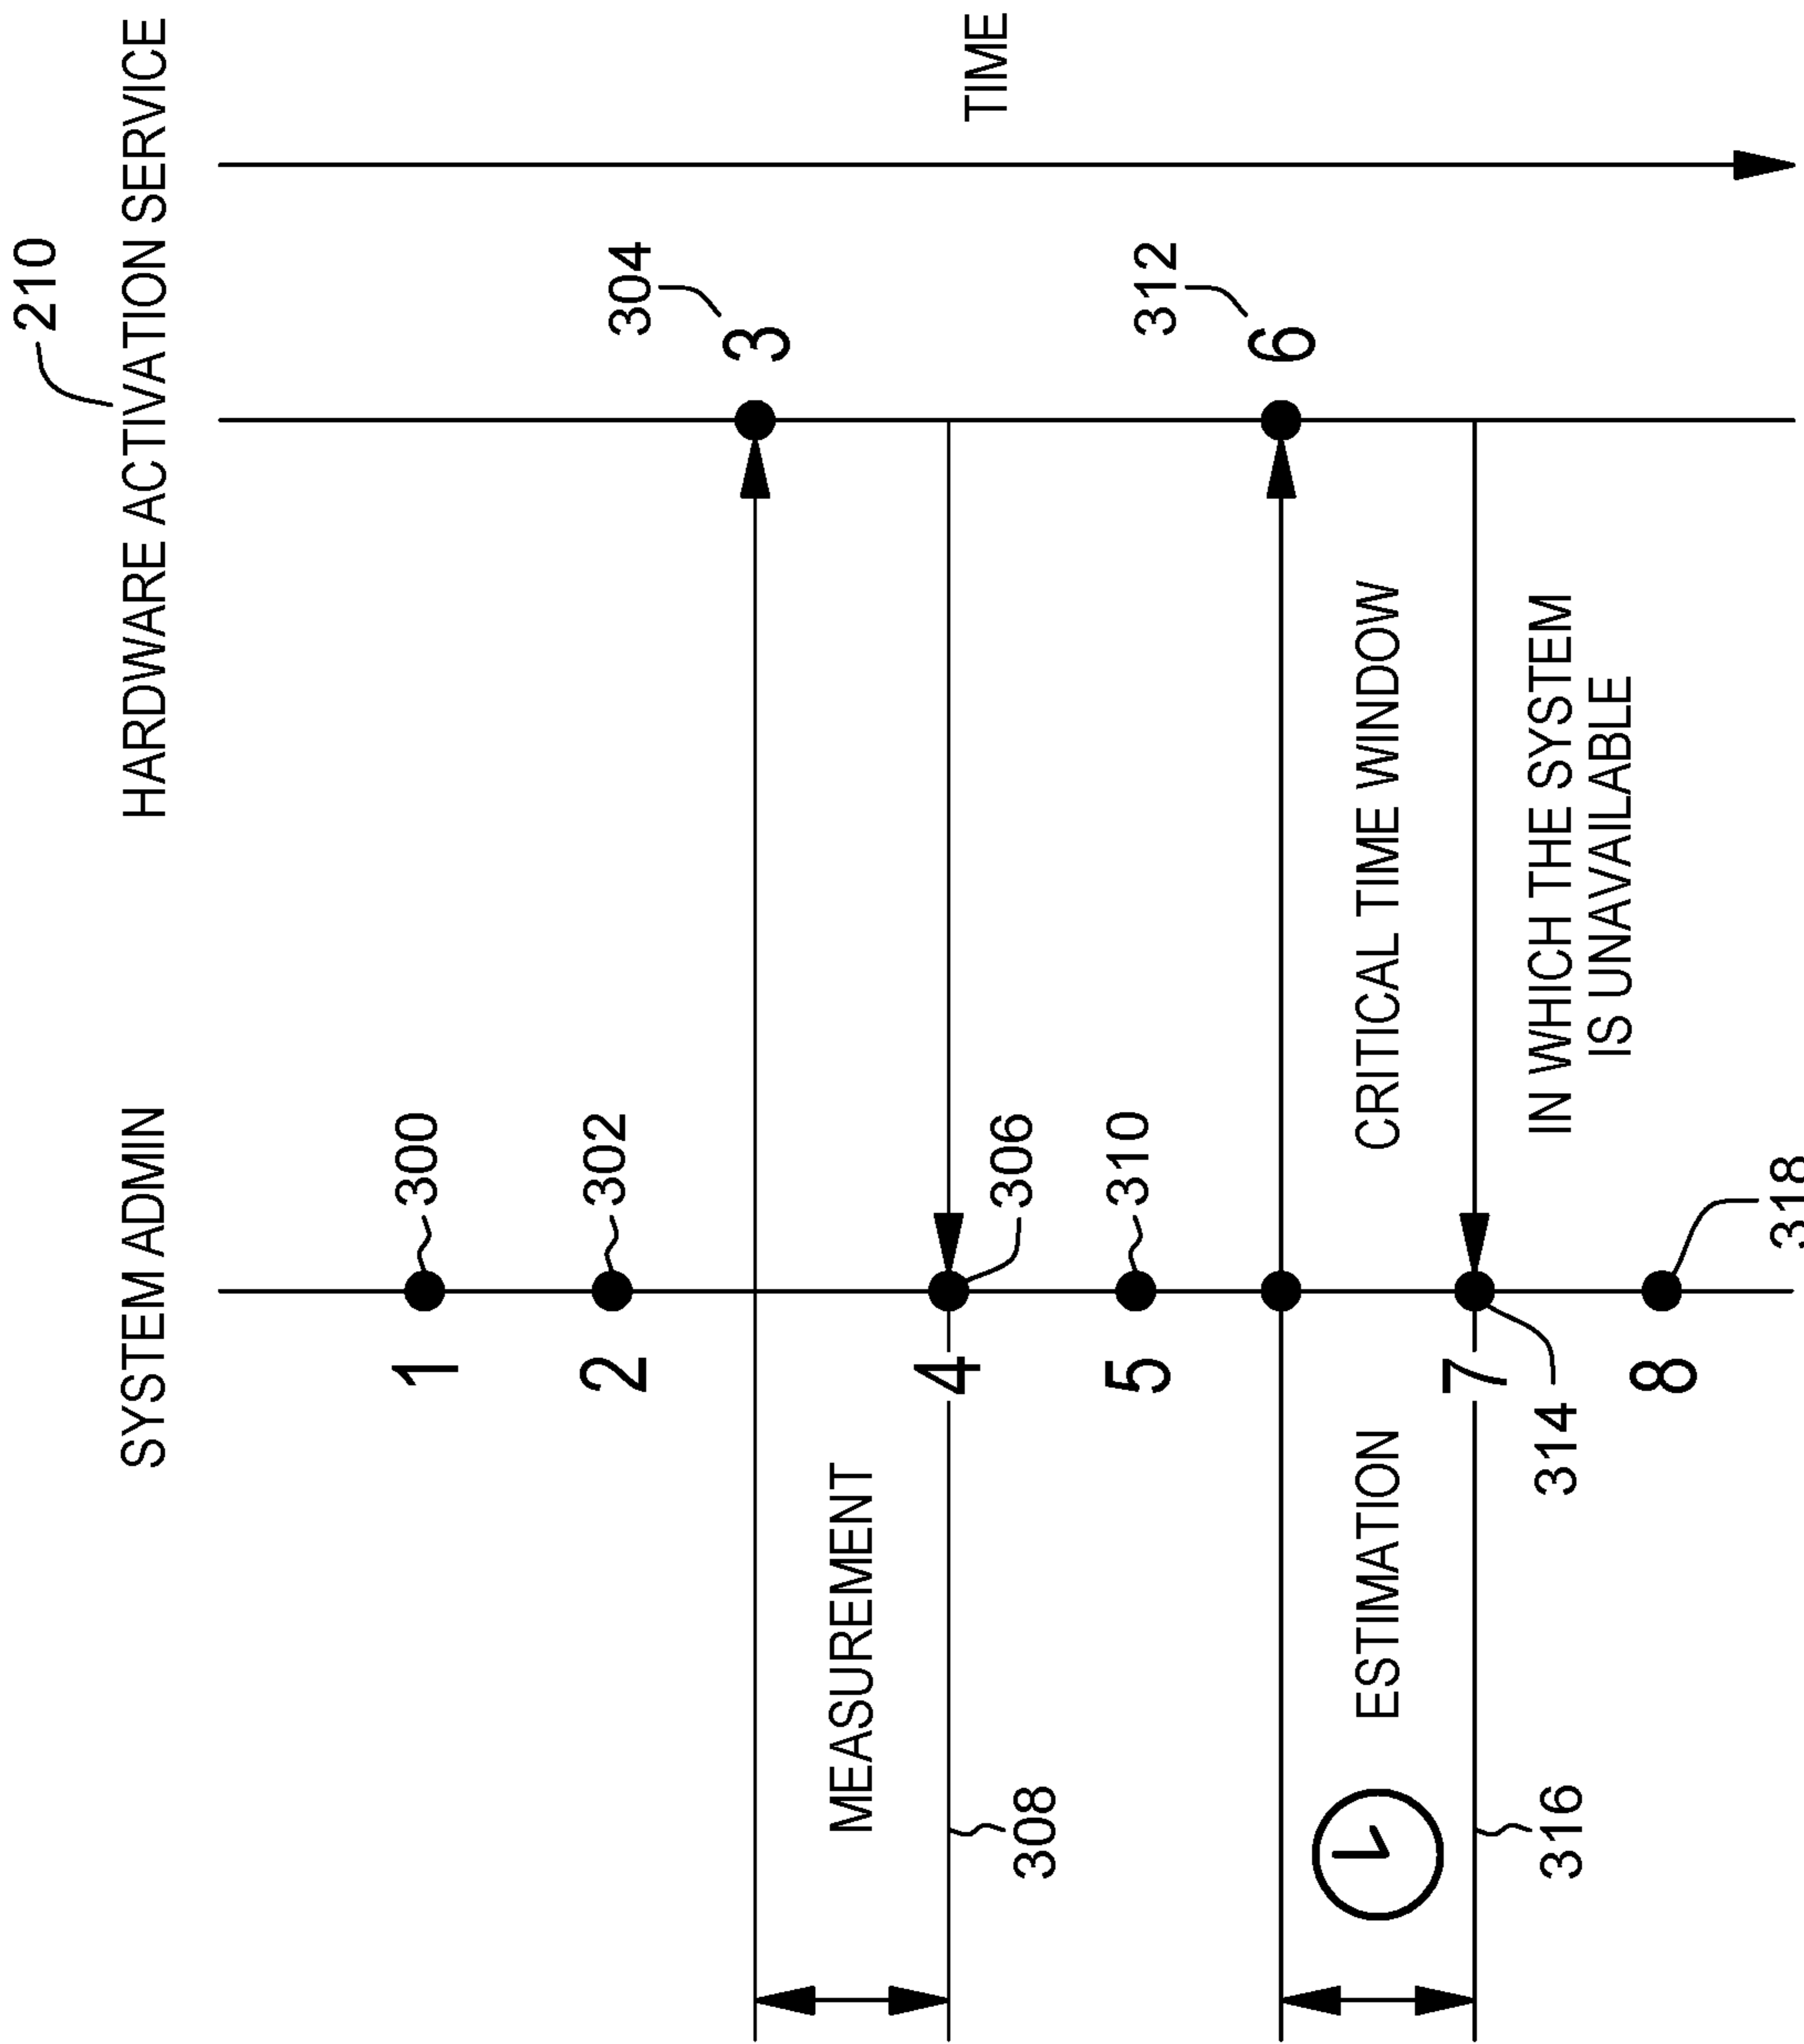 210
SYSTEM ADMIN
HARDWARE ACTIVATION SERVICE
1
300
2
302
304
3
MEASUREMENT
4
306
308
5
310
TIME
312
6
ESTIMATION
CRITICAL TIME WINDOW
7
314
316
IN WHICH THE SYSTEM
IS UNAVAILABLE
8
318